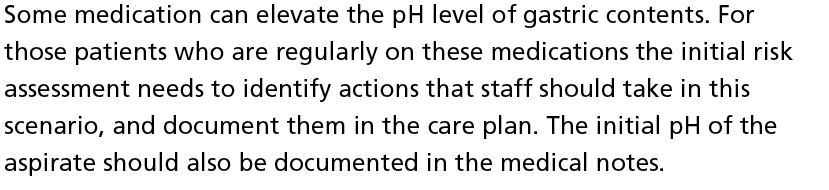 Some medication can elevate the pH level of gastric contents. For
those patients who are regularly on these medications the initial risk
assessment needs to identify actions that staff should take in this
scenario, and document them in the care plan. The initial pH of the
aspirate should also be documented in the medical notes.